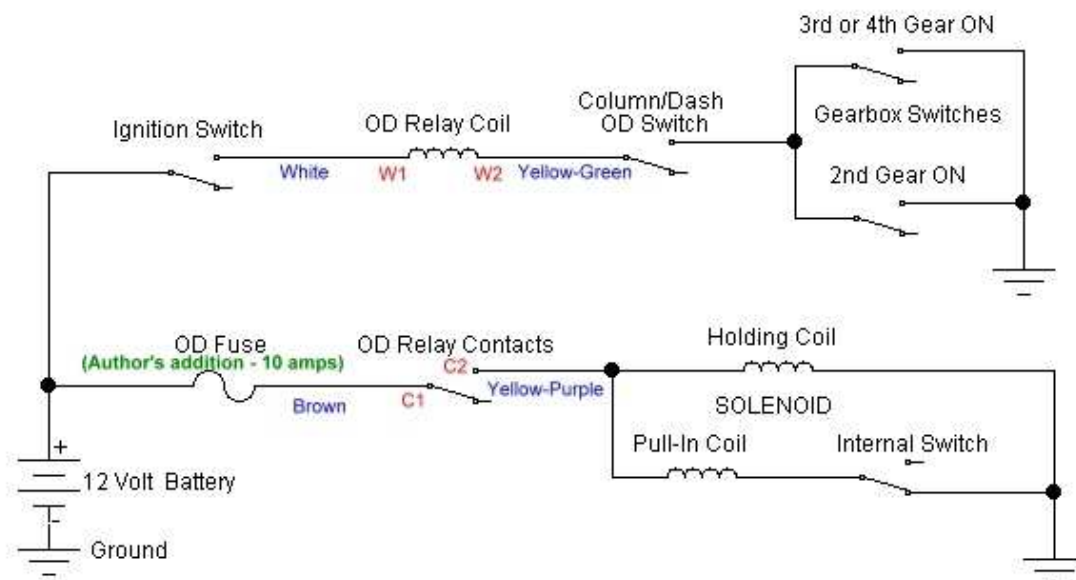 3rd or 4th Gear ON
Column/Dash
OD Switch
Gearbox Switches
Ignition Switch
OD Relay Coil
White
W1
W2
Yellow-Green
2nd Gear ON
OD Fuse
(Author's addition - 10 amps)
OD Relay Contacts
C2
C1
Yellow-Purple
Brown
Holding Coil
SOLENOID
Pull-In Coil
Internal Switch
+
12 Volt Battery
-
Ground